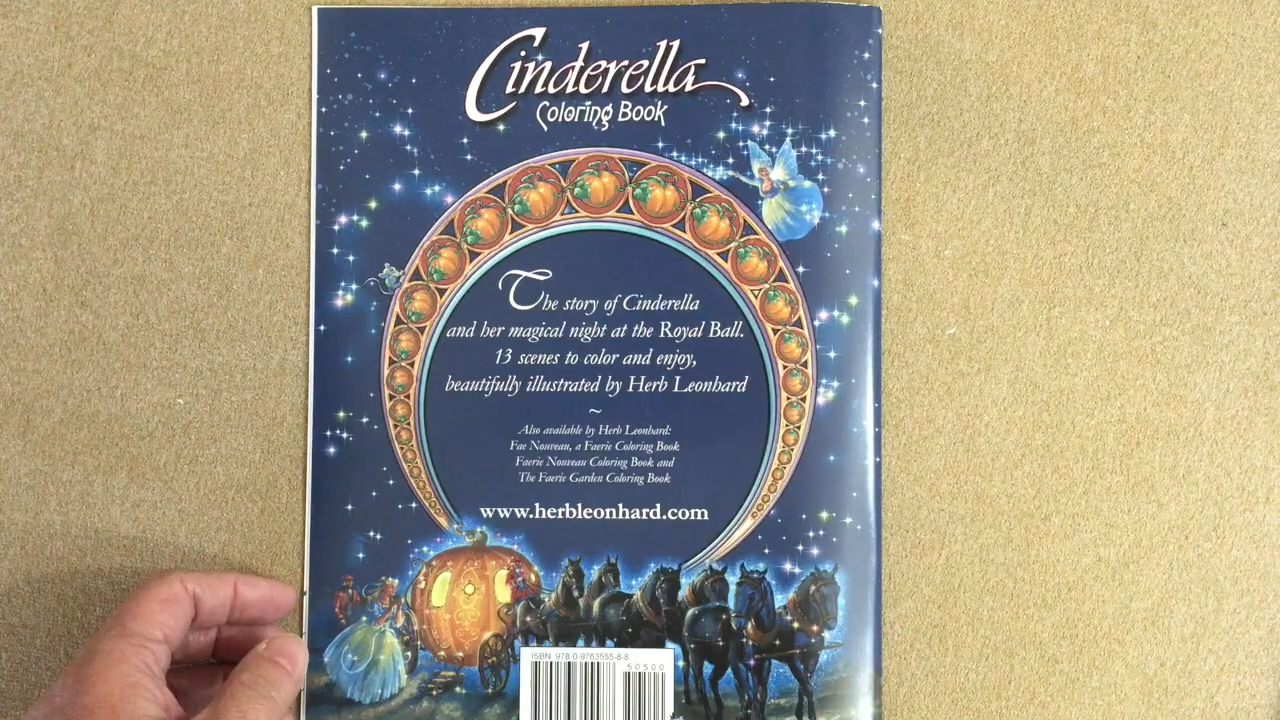 Cinderella
Coloring Book
The story of Cinderella
and her magical night at the Royal Ball.
13 scenes to color and enjoy,
beautifully illustrated by Herb Leonhard
~
Also available by Herb Leonhard:
Fae Nouveau, a Faerie Coloring Book
Faerie Nouveau Coloring Book and
The Faerie Garden Coloring Book
www.herbleonhard.com
ISBN 978-0-9763555-8-8
50500